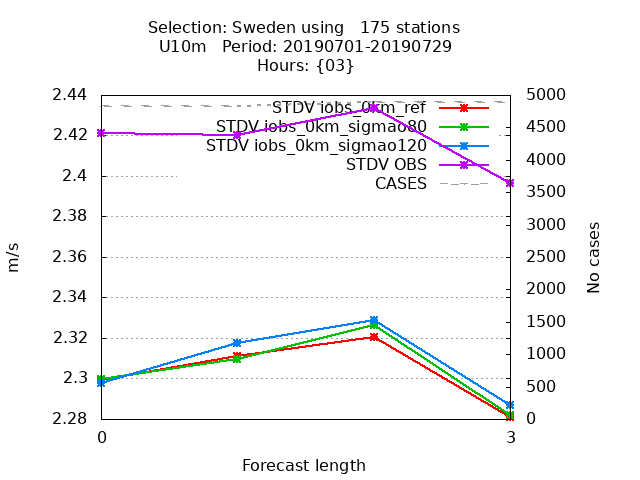 Selection: Sweden using   175 stations
U10m   Period: 20190701-20190729
Hours: {03}
2.44
2.42
2.4
2.38
2.36
2.34
2.32
2.3
2.28
m/s
STDV iobs_0km_ref
STDV iobs_0km_sigmao80
STDV iobs_0km_sigmao120
STDV OBS
CASES
5000
4500
4000
3500
3000
2500
2000
1500
1000
500
0
No cases
0
3
Forecast length